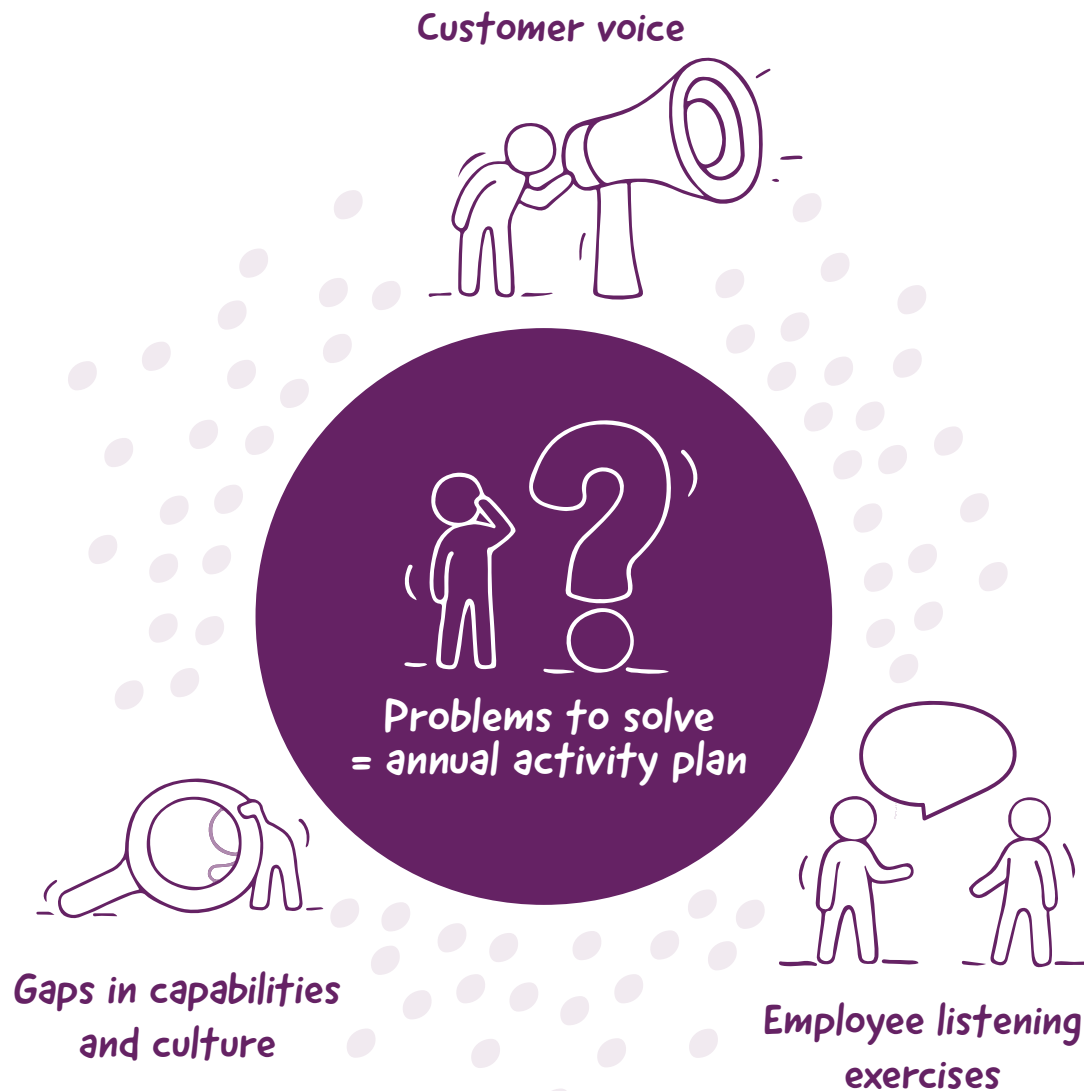 Customer voice
Problems to solve
= annual activity plan
Gaps in capabilities
and culture
Employee listening
exercises